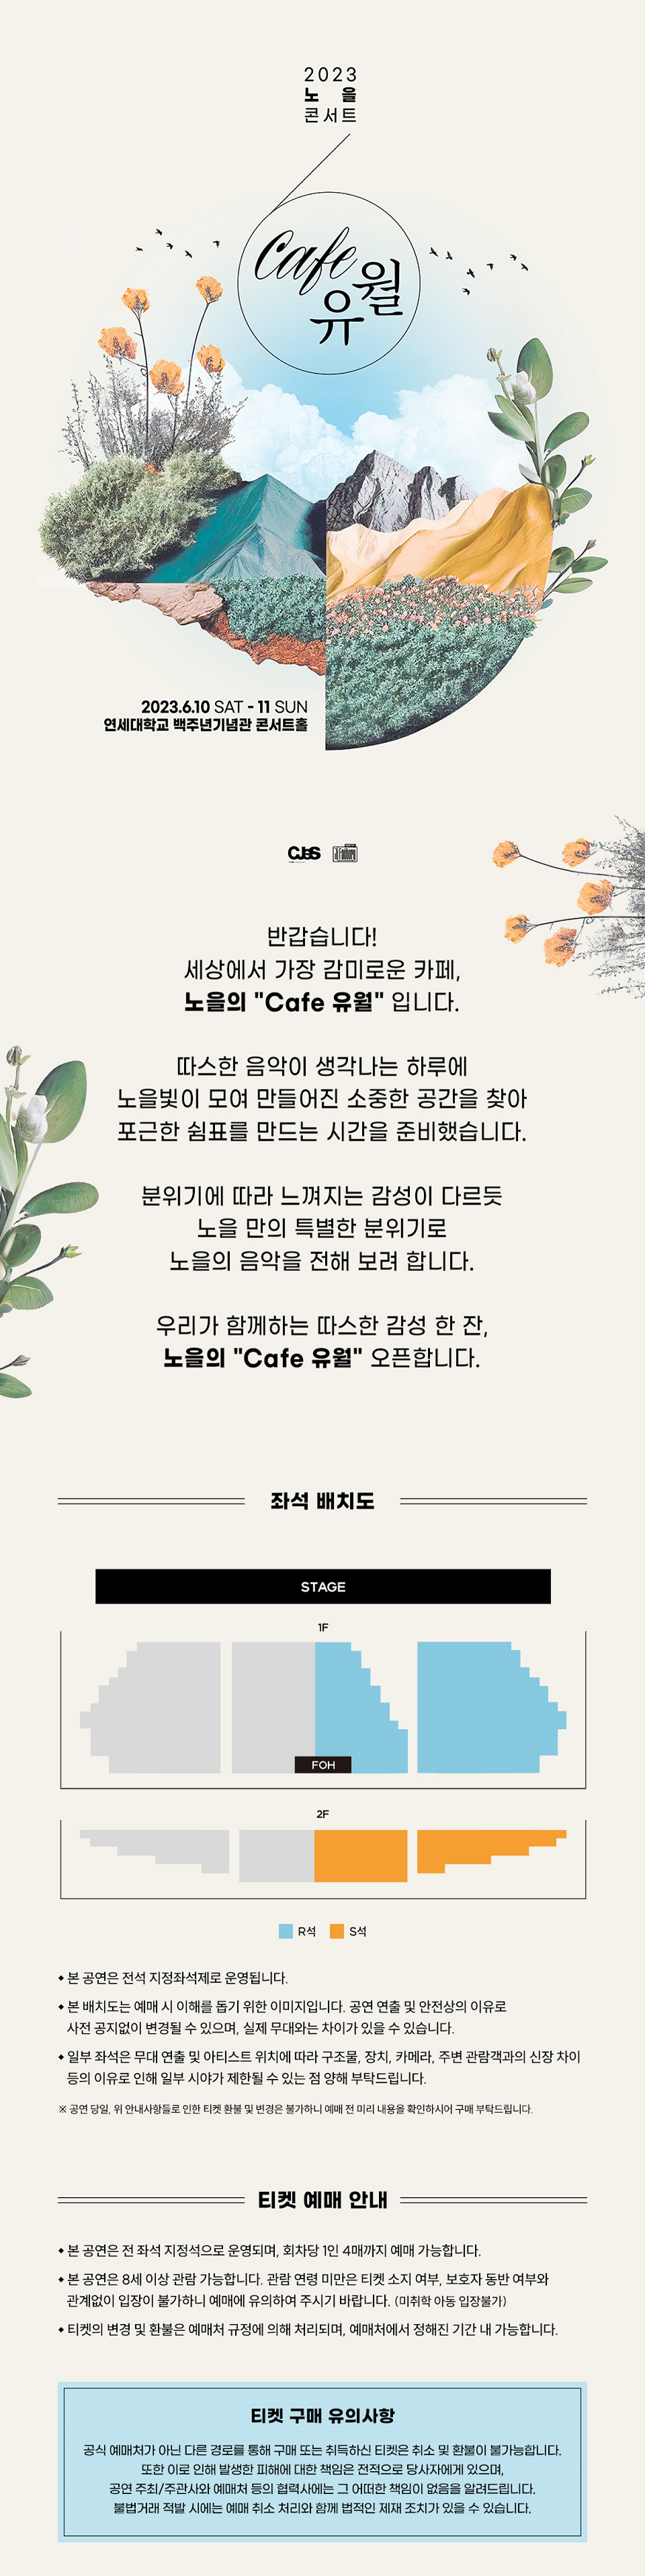 2023
노 을
콘서트
Cafe
유월
2023.6.10 SAT - 11 SUN
연세대학교 백주년기념관 콘서트홀
CJeS
반갑습니다!
세상에서 가장 감미로운 카페,
노을의 "Cafe 유월" 입니다.
따스한 음악이 생각나는 하루에
노을빛이 모여 만들어진 소중한 공간을 찾아
포근한 쉼표를 만드는 시간을 준비했습니다.
분위기에 따라 느껴지는 감성이 다르듯
노을 만의 특별한 분위기로
노을의 음악을 전해 보려 합니다.
우리가 함께하는 따스한 감성 한 잔,
노을의 "Cafe 유월" 오픈합니다.
좌석 배치도
STAGE
1F
FOH
2F
R석 S석
◆ 본 공연은 전석 지정좌석제로 운영됩니다.
◆ 본 배치도는 예매 시 이해를 돕기 위한 이미지입니다. 공연 연출 및 안전상의 이유로
사전 공지없이 변경될 수 있으며, 실제 무대와는 차이가 있을 수 있습니다.
◆ 일부 좌석은 무대 연출 및 아티스트 위치에 따라 구조물, 장치, 카메라, 주변 관람객과의 신장 차이
등의 이유로 인해 일부 시야가 제한될 수 있는 점 양해 부탁드립니다.
※ 공연 당일, 위 안내사항들로 인한 티켓 환불 및 변경은 불가하니 예매 전 미리 내용을 확인하시어 구매 부탁드립니다.
티켓 예매 안내
◆ 본 공연은 전 좌석 지정석으로 운영되며, 회차당 1인 4매까지 예매 가능합니다.
◆ 본 공연은 8세 이상 관람 가능합니다. 관람 연령 미만은 티켓 소지 여부, 보호자 동반 여부와
관계없이 입장이 불가하니 예매에 유의하여 주시기 바랍니다. (미취학 아동 입장불가)
◆ 티켓의 변경 및 환불은 예매처 규정에 의해 처리되며, 예매처에서 정해진 기간 내 가능합니다.
티켓 구매 유의사항
공식 예매처가 아닌 다른 경로를 통해 구매 또는 취득하신 티켓은 취소 및 환불이 불가능합니다.
또한 이로 인해 발생한 피해에 대한 책임은 전적으로 당사자에게 있으며,
공연 주최/주관사와 예매처 등의 협력사에는 그 어떠한 책임이 없음을 알려드립니다.
불법거래 적발 시에는 예매 취소 처리와 함께 법적인 제재 조치가 있을 수 있습니다.